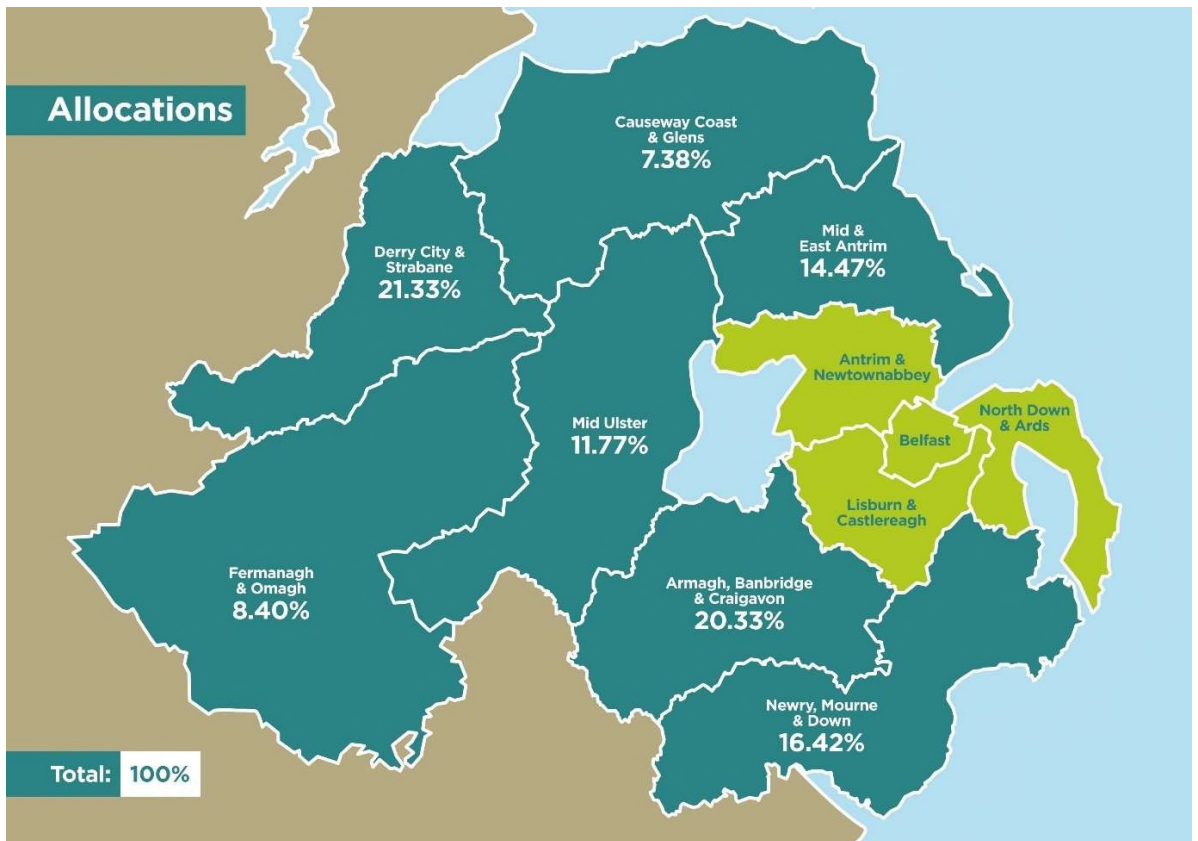 Allocations
Causeway Coast
& Glens
7.38%
Mid &
East Antrim
14.47%
Derry City &
Strabane
21.33%
Antrim &
Newtownabbey
North Down
& Ards
Mid Ulster
11.77%
Belfast
Lisburn &
Castlereagh
Fermanagh
& Omagh
8.40%
Armagh, Banbridge
& Craigavon
20.33%
Newry, Mourne
& Down
16.42%
Total: 100%